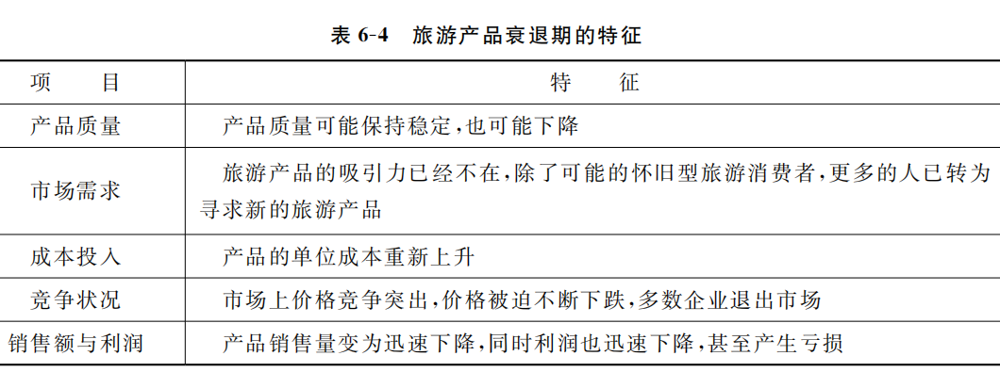 表 6-4 旅游产品衰退期的特征
项 目 特 征
产品质量 产品质量可能保持稳定,也可能下降
市场需求 旅游产品的吸引力已经不在,除了可能的怀旧型旅游消费者,更多的人已转为
寻求新的旅游产品
成本投入 产品的单位成本重新上升
竞争状况 市场上价格竞争突出,价格被迫不断下跌,多数企业退出市场
销售额与利润 产品销售量变为迅速下降,同时利润也迅速下降,甚至产生亏损